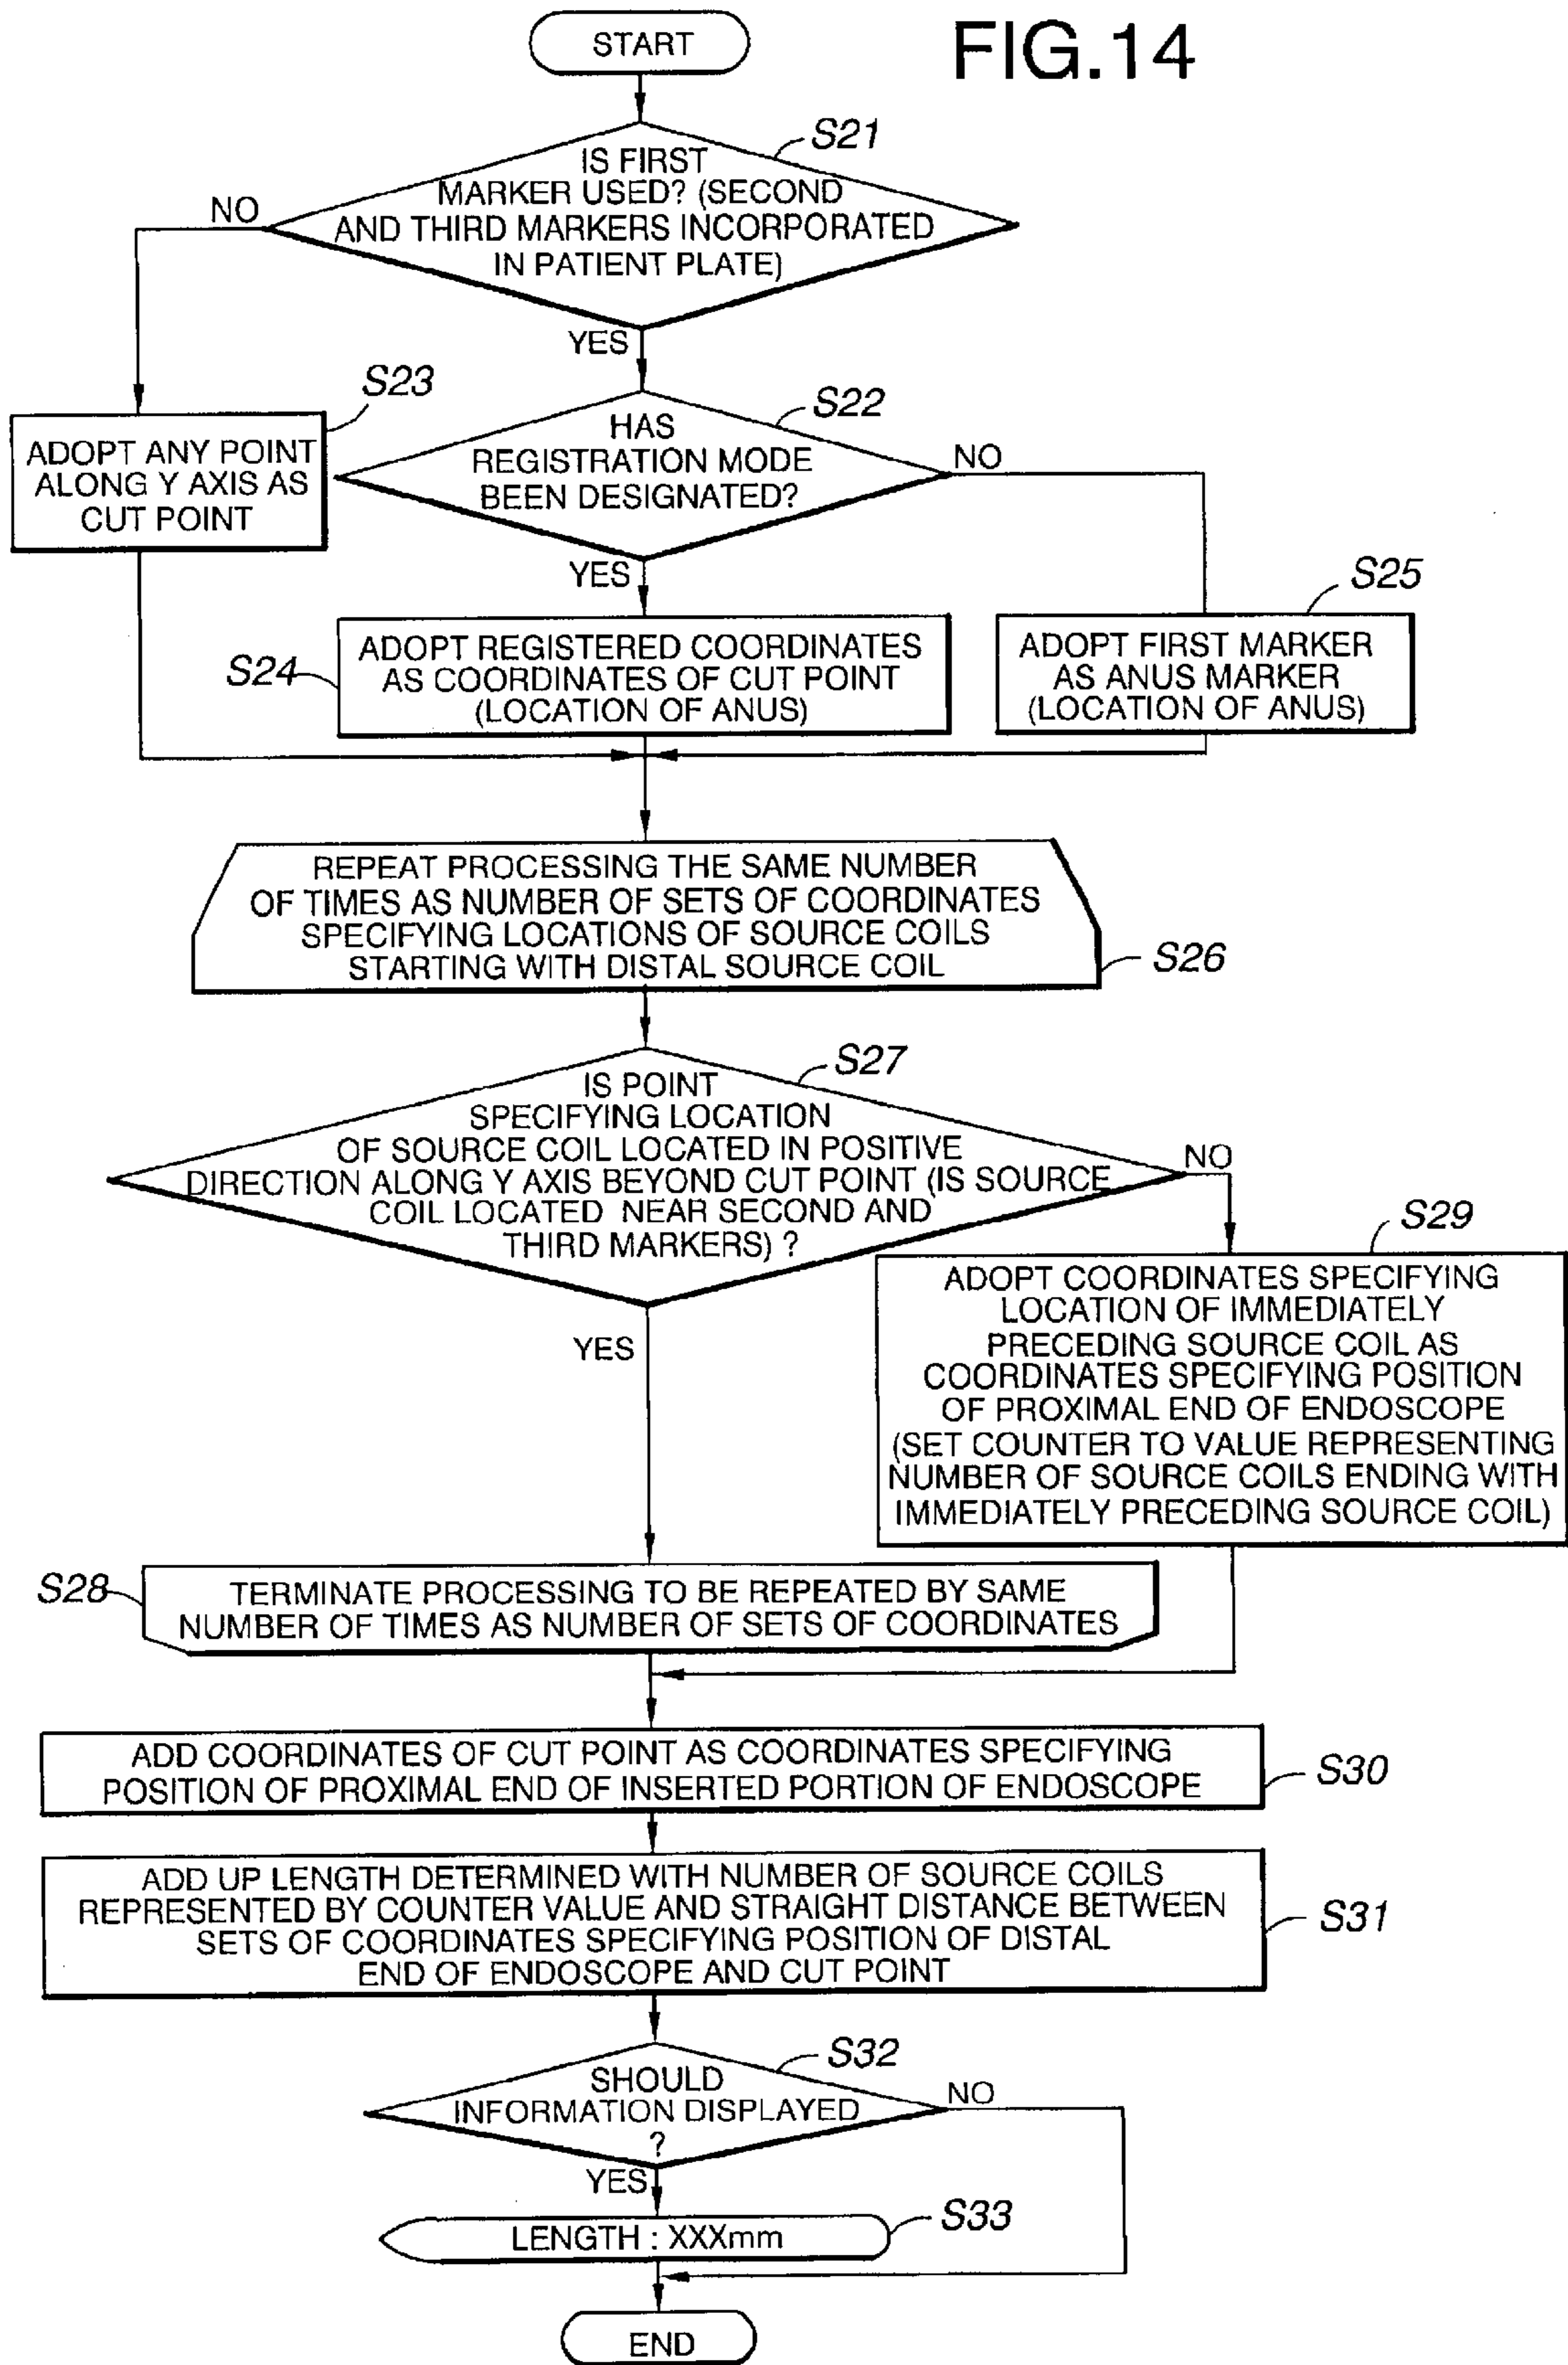 START
FIG.14
S21
IS FIRST
MARKER USED? (SECOND
AND THIRD MARKERS INCORPORATED
IN PATIENT PLATE)
NO
YES
S23
ADOPT ANY POINT
ALONG Y AXIS AS
CUT POINT
S22
HAS
REGISTRATION MODE
BEEN DESIGNATED?
NO
YES
S24
ADOPT REGISTERED COORDINATES
AS COORDINATES OF CUT POINT
(LOCATION OF ANUS)
S25
ADOPT FIRST MARKER
AS ANUS MARKER
(LOCATION OF ANUS)
REPEAT PROCESSING THE SAME NUMBER
OF TIMES AS NUMBER OF SETS OF COORDINATES
SPECIFYING LOCATIONS OF SOURCE COILS
STARTING WITH DISTAL SOURCE COIL
S26
S27
IS POINT
SPECIFYING LOCATION
OF SOURCE COIL LOCATED IN POSITIVE
DIRECTION ALONG Y AXIS BEYOND CUT POINT (IS SOURCE
COIL LOCATED NEAR SECOND AND
THIRD MARKERS) ?
NO
YES
S29
ADOPT COORDINATES SPECIFYING
LOCATION OF IMMEDIATELY
PRECEDING SOURCE COIL AS
COORDINATES SPECIFYING POSITION
OF PROXIMAL END OF ENDOSCOPE
(SET COUNTER TO VALUE REPRESENTING
NUMBER OF SOURCE COILS ENDING WITH
IMMEDIATELY PRECEDING SOURCE COIL)
S28
TERMINATE PROCESSING TO BE REPEATED BY SAME
NUMBER OF TIMES AS NUMBER OF SETS OF COORDINATES
ADD COORDINATES OF CUT POINT AS COORDINATES SPECIFYING
POSITION OF PROXIMAL END OF INSERTED PORTION OF ENDOSCOPE
S30
ADD UP LENGTH DETERMINED WITH NUMBER OF SOURCE COILS
REPRESENTED BY COUNTER VALUE AND STRAIGHT DISTANCE BETWEEN
SETS OF COORDINATES SPECIFYING POSITION OF DISTAL
END OF ENDOSCOPE AND CUT POINT
S31
S32
SHOULD
INFORMATION DISPLAYED
?
NO
YES
LENGTH : XXXmm
S33
END